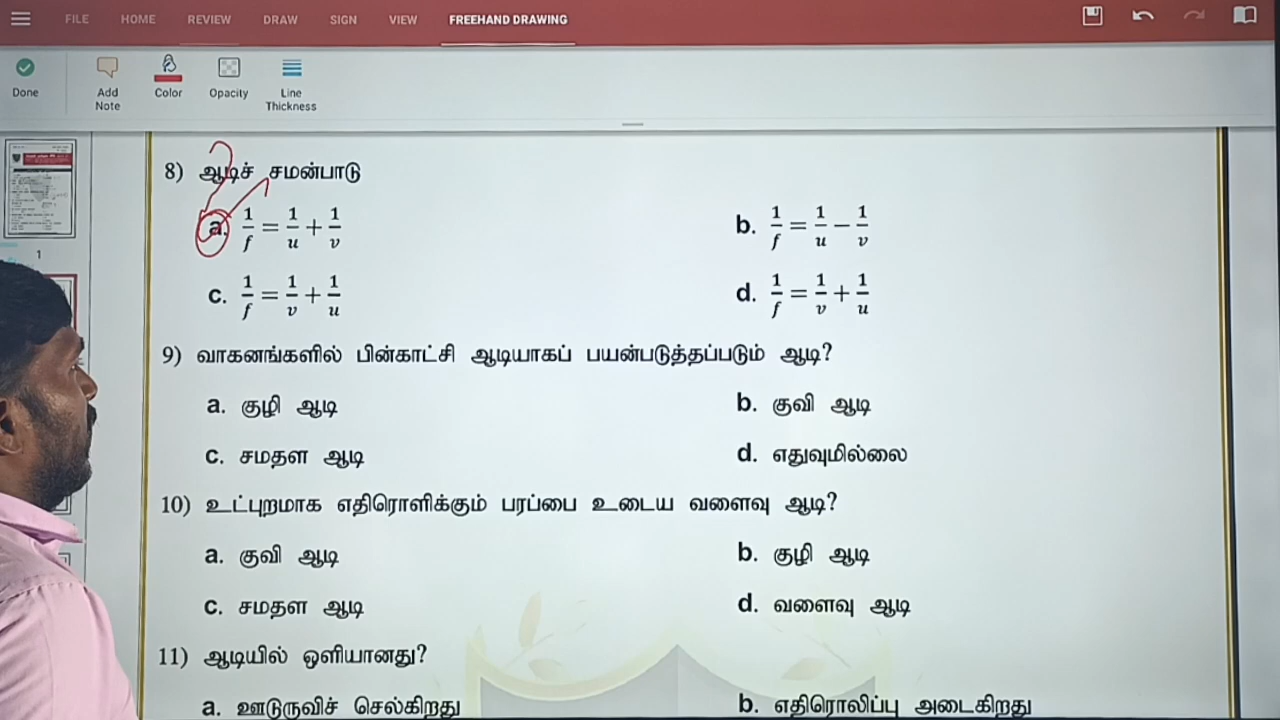 FILE HOME REVIEW DRAW SIGN VIEW FREEHAND DRAWING
Done Add Note Color Opacity Line Thickness
1
8) ஆடிச் சமன்பாடு
a. 1/f = 1/u + 1/v b. 1/f = 1/u − 1/v
c. 1/f = 1/v + 1/u d. 1/f = 1/v + 1/u
9) வாகனங்களில் பின்காட்சி ஆடியாகப் பயன்படுத்தப்படும் ஆடி?
a. குழி ஆடி b. குவி ஆடி
c. சமதள ஆடி d. எதுவுமில்லை
10) உட்புறமாக எதிரொளிக்கும் பரப்பை உடைய வளைவு ஆடி?
a. குவி ஆடி b. குழி ஆடி
c. சமதள ஆடி d. வளைவு ஆடி
11) ஆடியில் ஒளியானது?
a. ஊடுருவிச் செல்கிறது b. எதிரொலிப்பு அடைகிறது